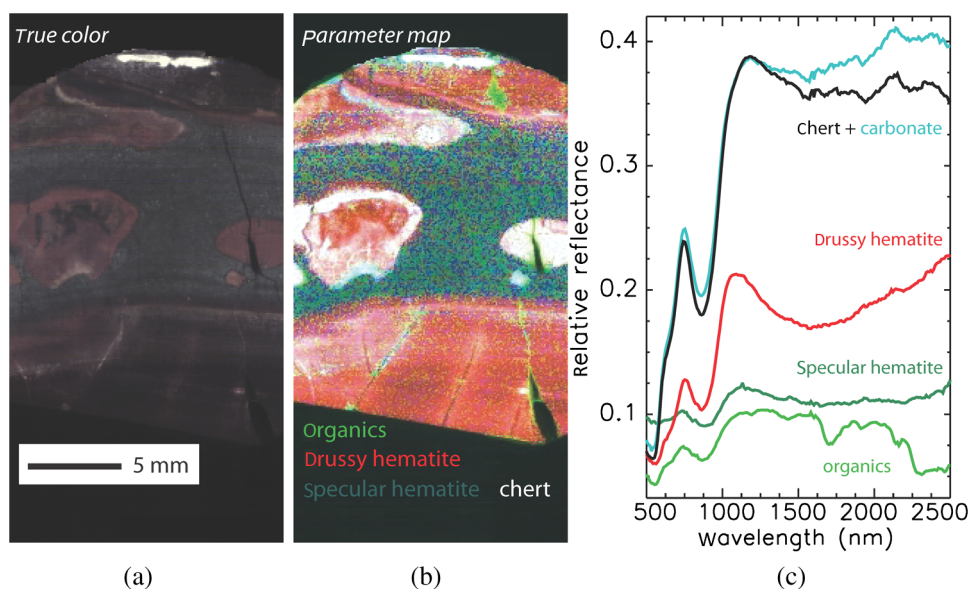 True color
5 mm
(a)
Parameter map
Organics
Drussy hematite
Specular hematite chert
(b)
Relative reflectance
0.4
0.3
0.2
0.1
Chert + carbonate
Drussy hematite
Specular hematite
organics
500 1000 1500 2000 2500
wavelength (nm)
(c)